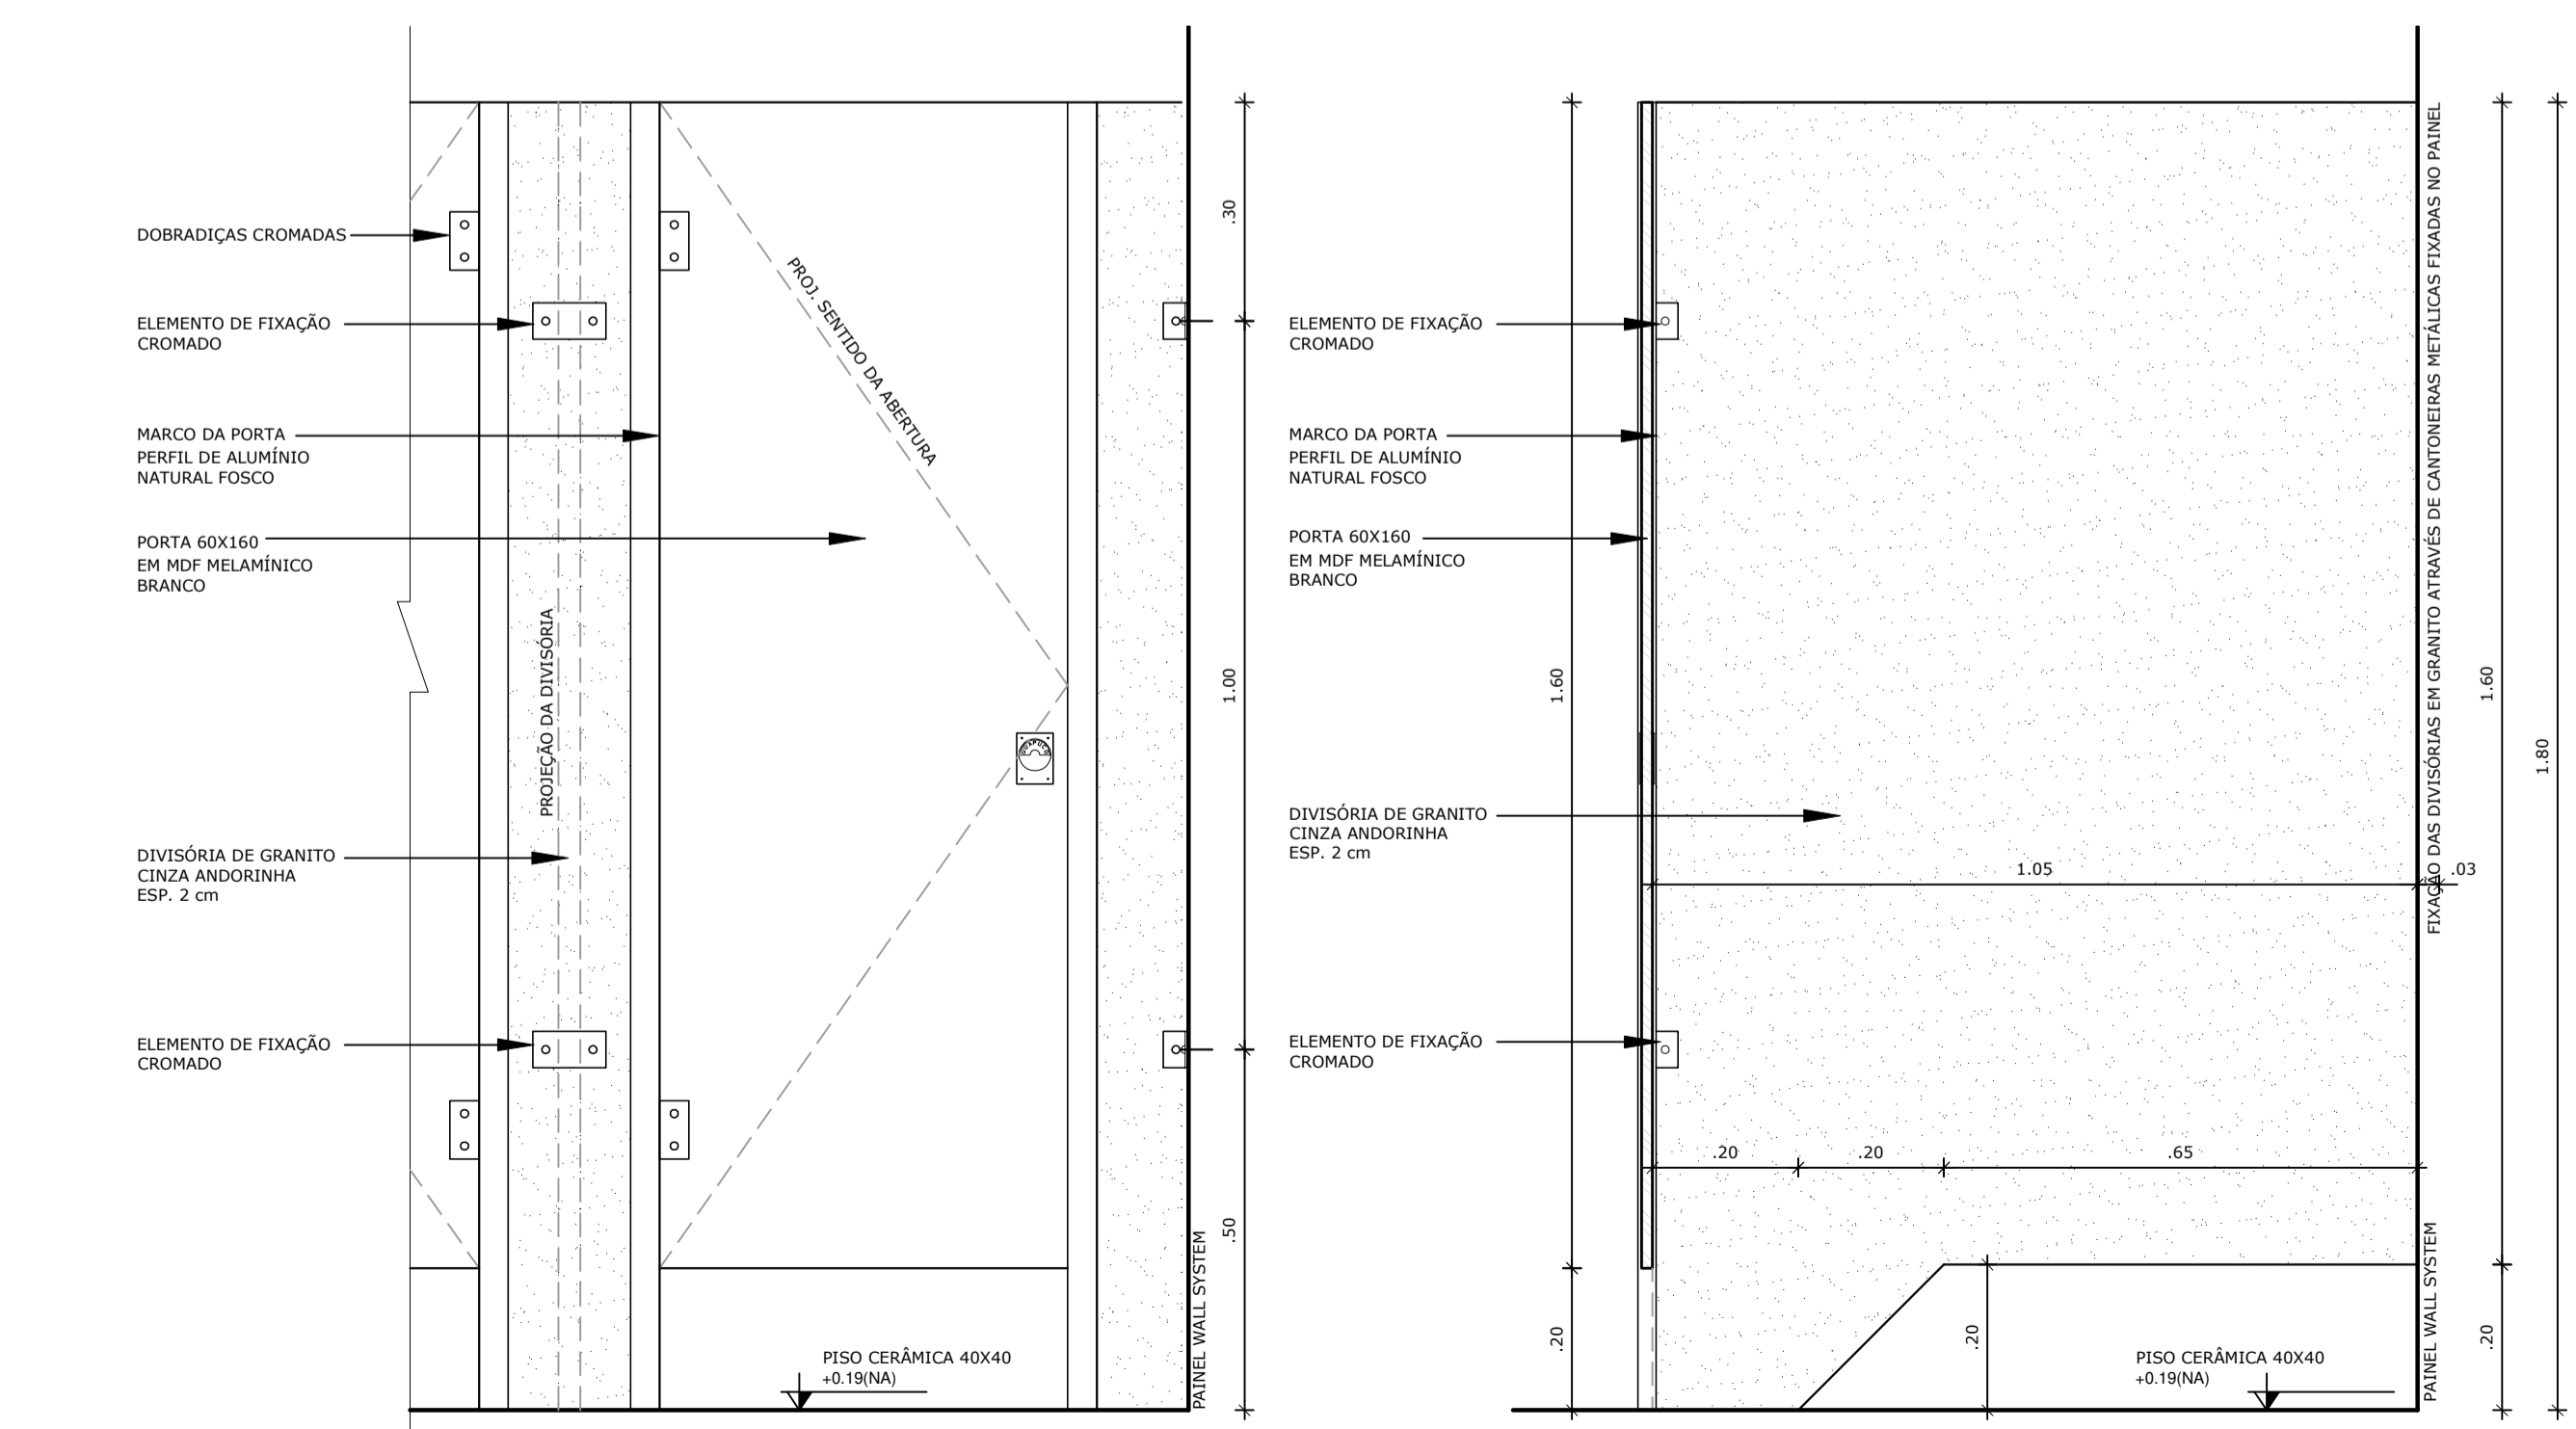 DOBRADIÇAS CROMADAS
ELEMENTO DE FIXAÇÃO
CROMADO
MARCO DA PORTA
PERFIL DE ALUMÍNIO
NATURAL FOSCO
PORTA 60X160
EM MDF MELAMÍNICO
BRANCO
DIVISÓRIA DE GRANITO
CINZA ANDORINHA
ESP. 2 cm
ELEMENTO DE FIXAÇÃO
CROMADO
PROJEÇÃO DA DIVISÓRIA
PROJ. SENTIDO DA ABERTURA
PISO CERÂMICA 40X40
+0.19(NA)
PAINEL WALL SYSTEM
.30
1.00
.50
ELEMENTO DE FIXAÇÃO
CROMADO
MARCO DA PORTA
PERFIL DE ALUMÍNIO
NATURAL FOSCO
PORTA 60X160
EM MDF MELAMÍNICO
BRANCO
DIVISÓRIA DE GRANITO
CINZA ANDORINHA
ESP. 2 cm
ELEMENTO DE FIXAÇÃO
CROMADO
1.60
.20
1.05
.03
.20
.20
.65
.20
PISO CERÂMICA 40X40
+0.19(NA)
FIXAÇÃO DAS DIVISÓRIAS EM GRANITO ATRAVÉS DE CANTONEIRAS METÁLICAS FIXADAS NO PAINEL
PAINEL WALL SYSTEM
1.60
.20
1.80